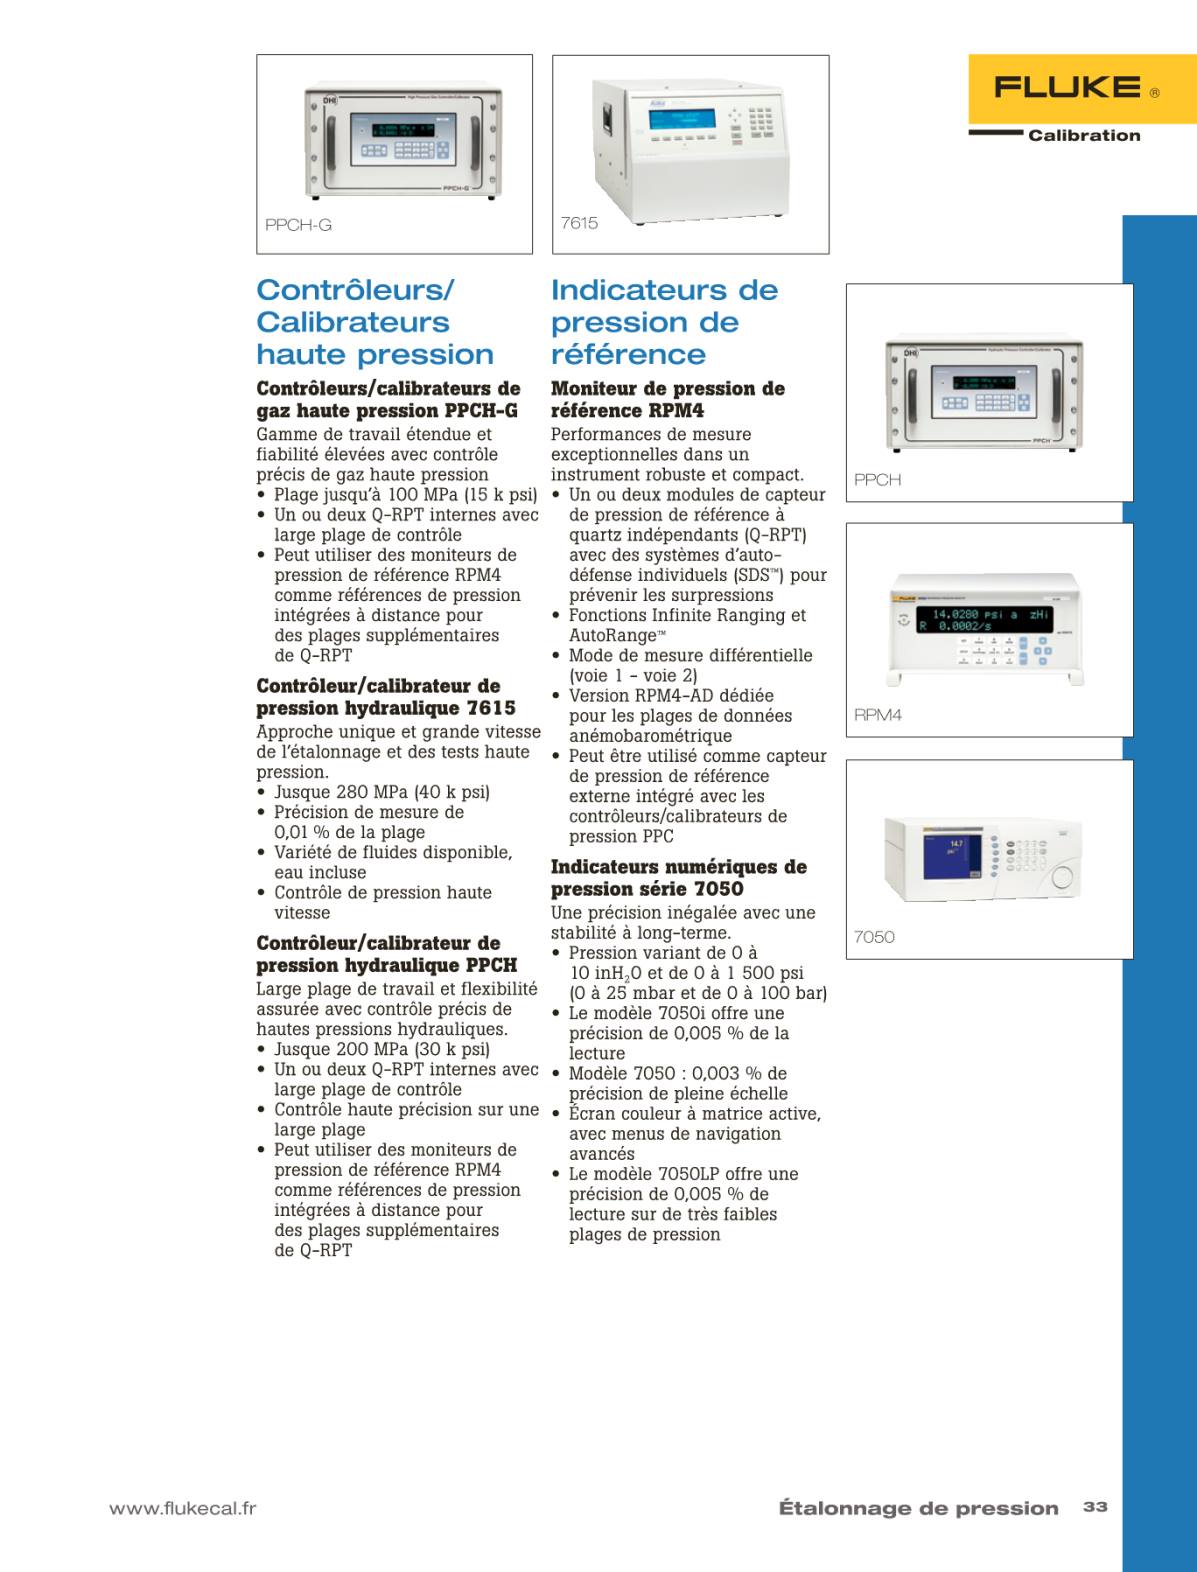 FLUKE ®
Calibration
DHI
PPCH-G
PPCH-G
7615
Contrôleurs/
Calibrateurs
haute pression
Contrôleurs/calibrateurs de
gaz haute pression PPCH-G
Gamme de travail étendue et
fiabilité élevées avec contrôle
précis de gaz haute pression
• Plage jusqu’à 100 MPa (15 k psi)
• Un ou deux Q-RPT internes avec
large plage de contrôle
• Peut utiliser des moniteurs de
pression de référence RPM4
comme références de pression
intégrées à distance pour
des plages supplémentaires
de Q-RPT
Contrôleur/calibrateur de
pression hydraulique 7615
Approche unique et grande vitesse
de l’étalonnage et des tests haute
pression.
• Jusque 280 MPa (40 k psi)
• Précision de mesure de
0,01 % de la plage
• Variété de fluides disponible,
eau incluse
• Contrôle de pression haute
vitesse
Contrôleur/calibrateur de
pression hydraulique PPCH
Large plage de travail et flexibilité
assurée avec contrôle précis de
hautes pressions hydrauliques.
• Jusque 200 MPa (30 k psi)
• Un ou deux Q-RPT internes avec
large plage de contrôle
• Contrôle haute précision sur une
large plage
• Peut utiliser des moniteurs de
pression de référence RPM4
comme références de pression
intégrées à distance pour
des plages supplémentaires
de Q-RPT
Indicateurs de
pression de
référence
Moniteur de pression de
référence RPM4
Performances de mesure
exceptionnelles dans un
instrument robuste et compact.
• Un ou deux modules de capteur
de pression de référence à
quartz indépendants (Q-RPT)
avec des systèmes d’auto-
défense individuels (SDS™) pour
prévenir les surpressions
• Fonctions Infinite Ranging et
AutoRange™
• Mode de mesure différentielle
(voie 1 - voie 2)
• Version RPM4-AD dédiée
pour les plages de données
anémobarométrique
• Peut être utilisé comme capteur
de pression de référence
externe intégré avec les
contrôleurs/calibrateurs de
pression PPC
Indicateurs numériques de
pression série 7050
Une précision inégalée avec une
stabilité à long-terme.
• Pression variant de 0 à
10 inH₂0 et de 0 à 1 500 psi
(0 à 25 mbar et de 0 à 100 bar)
• Le modèle 7050i offre une
précision de 0,005 % de la
lecture
• Modèle 7050 : 0,003 % de
précision de pleine échelle
• Écran couleur à matrice active,
avec menus de navigation
avancés
• Le modèle 7050LP offre une
précision de 0,005 % de
lecture sur de très faibles
plages de pression
DHI
PPCH
PPCH
FLUKE
14.0280 psi a zHi
R 0.0002/s
RPM4
14.7
7050
www.flukecal.fr
Étalonnage de pression 33